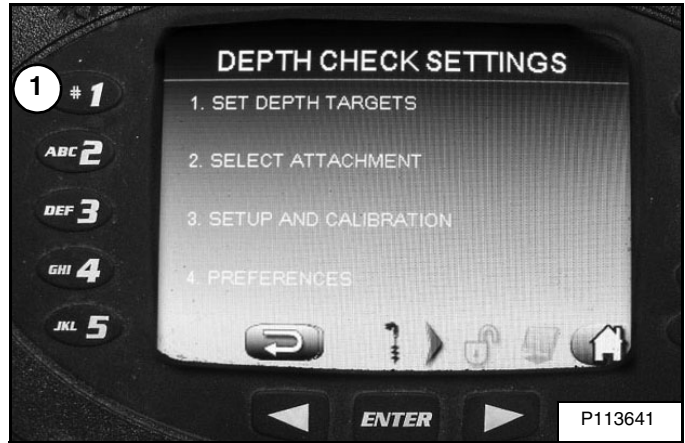 DEPTH CHECK SETTINGS
1
# 1
1. SET DEPTH TARGETS
ABC 2
2. SELECT ATTACHMENT
DEF 3
3. SETUP AND CALIBRATION
GHI 4
4. PREFERENCES
JKL 5
ENTER
P113641